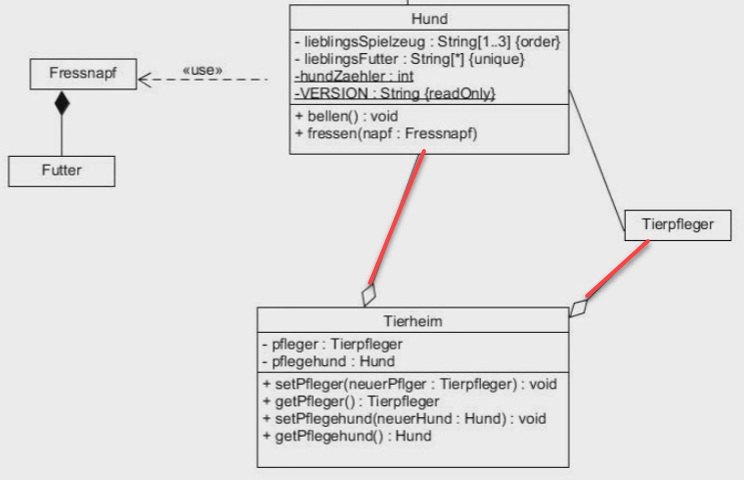 Hund
- lieblingsSpielzeug : String[1..3] {order}
- lieblingsFutter : String[*] {unique}
-hundZaehler : int
-VERSION : String {readOnly}
+ bellen() : void
+ fressen(napf : Fressnapf)
Fressnapf
«use»
Futter
Tierpfleger
Tierheim
- pfleger : Tierpfleger
- pflegehund : Hund
+ setPfleger(neuerPflger : Tierpfleger) : void
+ getPfleger() : Tierpfleger
+ setPflegehund(neuerHund : Hund) : void
+ getPflegehund() : Hund